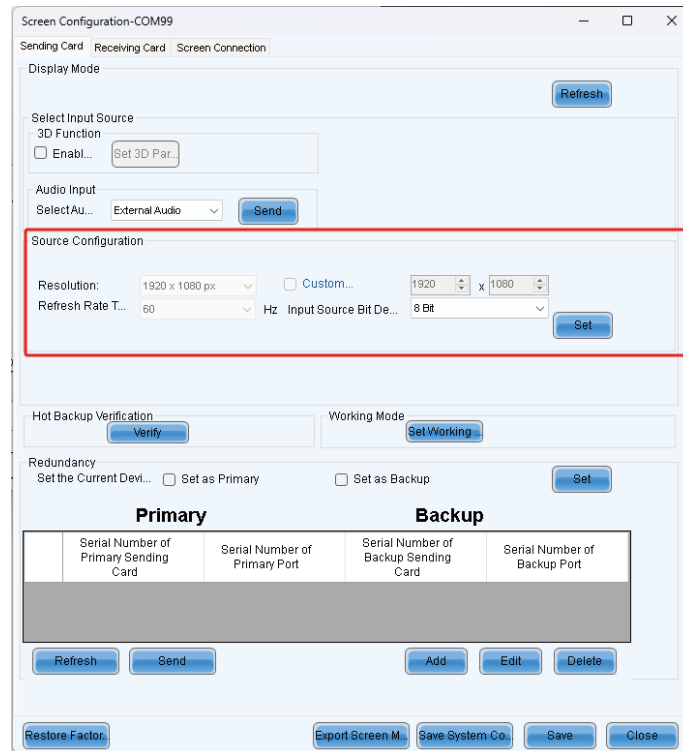 Screen Configuration-COM99
Sending Card Receiving Card Screen Connection
Display Mode
Refresh
Select Input Source
3D Function
Enabl... Set 3D Par...
Audio Input
Select Au... External Audio Send
Source Configuration
Resolution: 1920 x 1080 px Custom... 1920 x 1080
Refresh Rate T... 60 Hz Input Source Bit De... 8 Bit
Set
Hot Backup Verification Working Mode
Verify Set Working ...
Redundancy
Set the Current Devi... Set as Primary Set as Backup Set
Primary Backup
Serial Number of Primary Sending Card Serial Number of Primary Port Serial Number of Backup Sending Card Serial Number of Backup Port
Refresh Send Add Edit Delete
Restore Factor... Export Screen M... Save System Co... Save Close